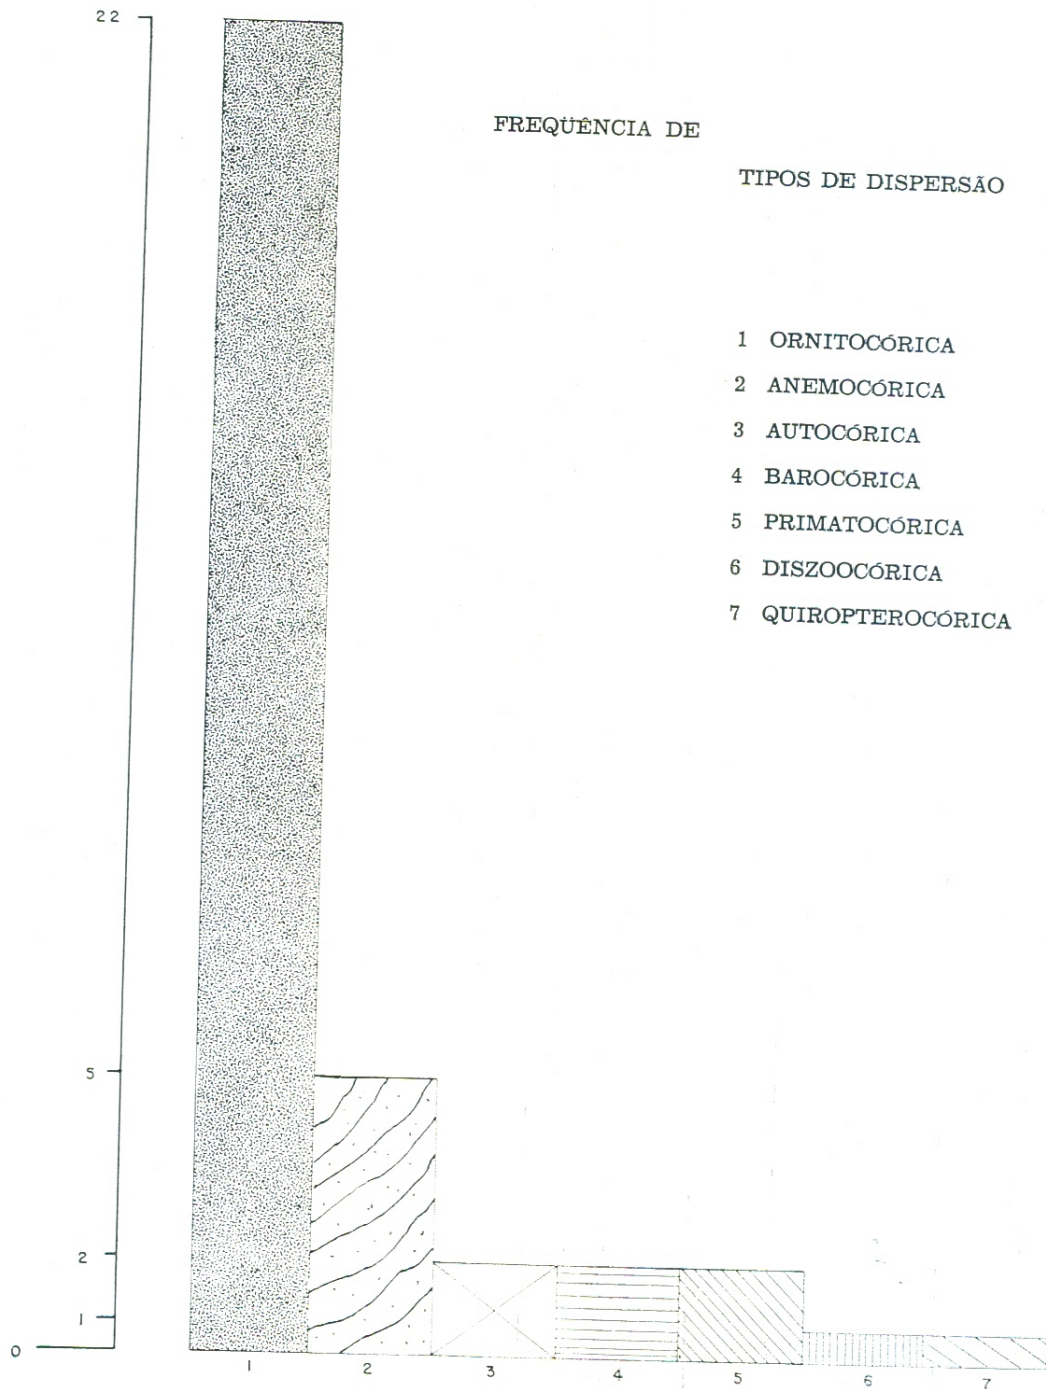 22
FREQÜÊNCIA DE
TIPOS DE DISPERSÃO
1 ORNITOCÓRICA
2 ANEMOCÓRICA
3 AUTOCÓRICA
4 BAROCÓRICA
5 PRIMATOCÓRICA
6 DISZOOCÓRICA
7 QUIROPTEROCÓRICA
5
2
1
0
1 2 3 4 5 6 7